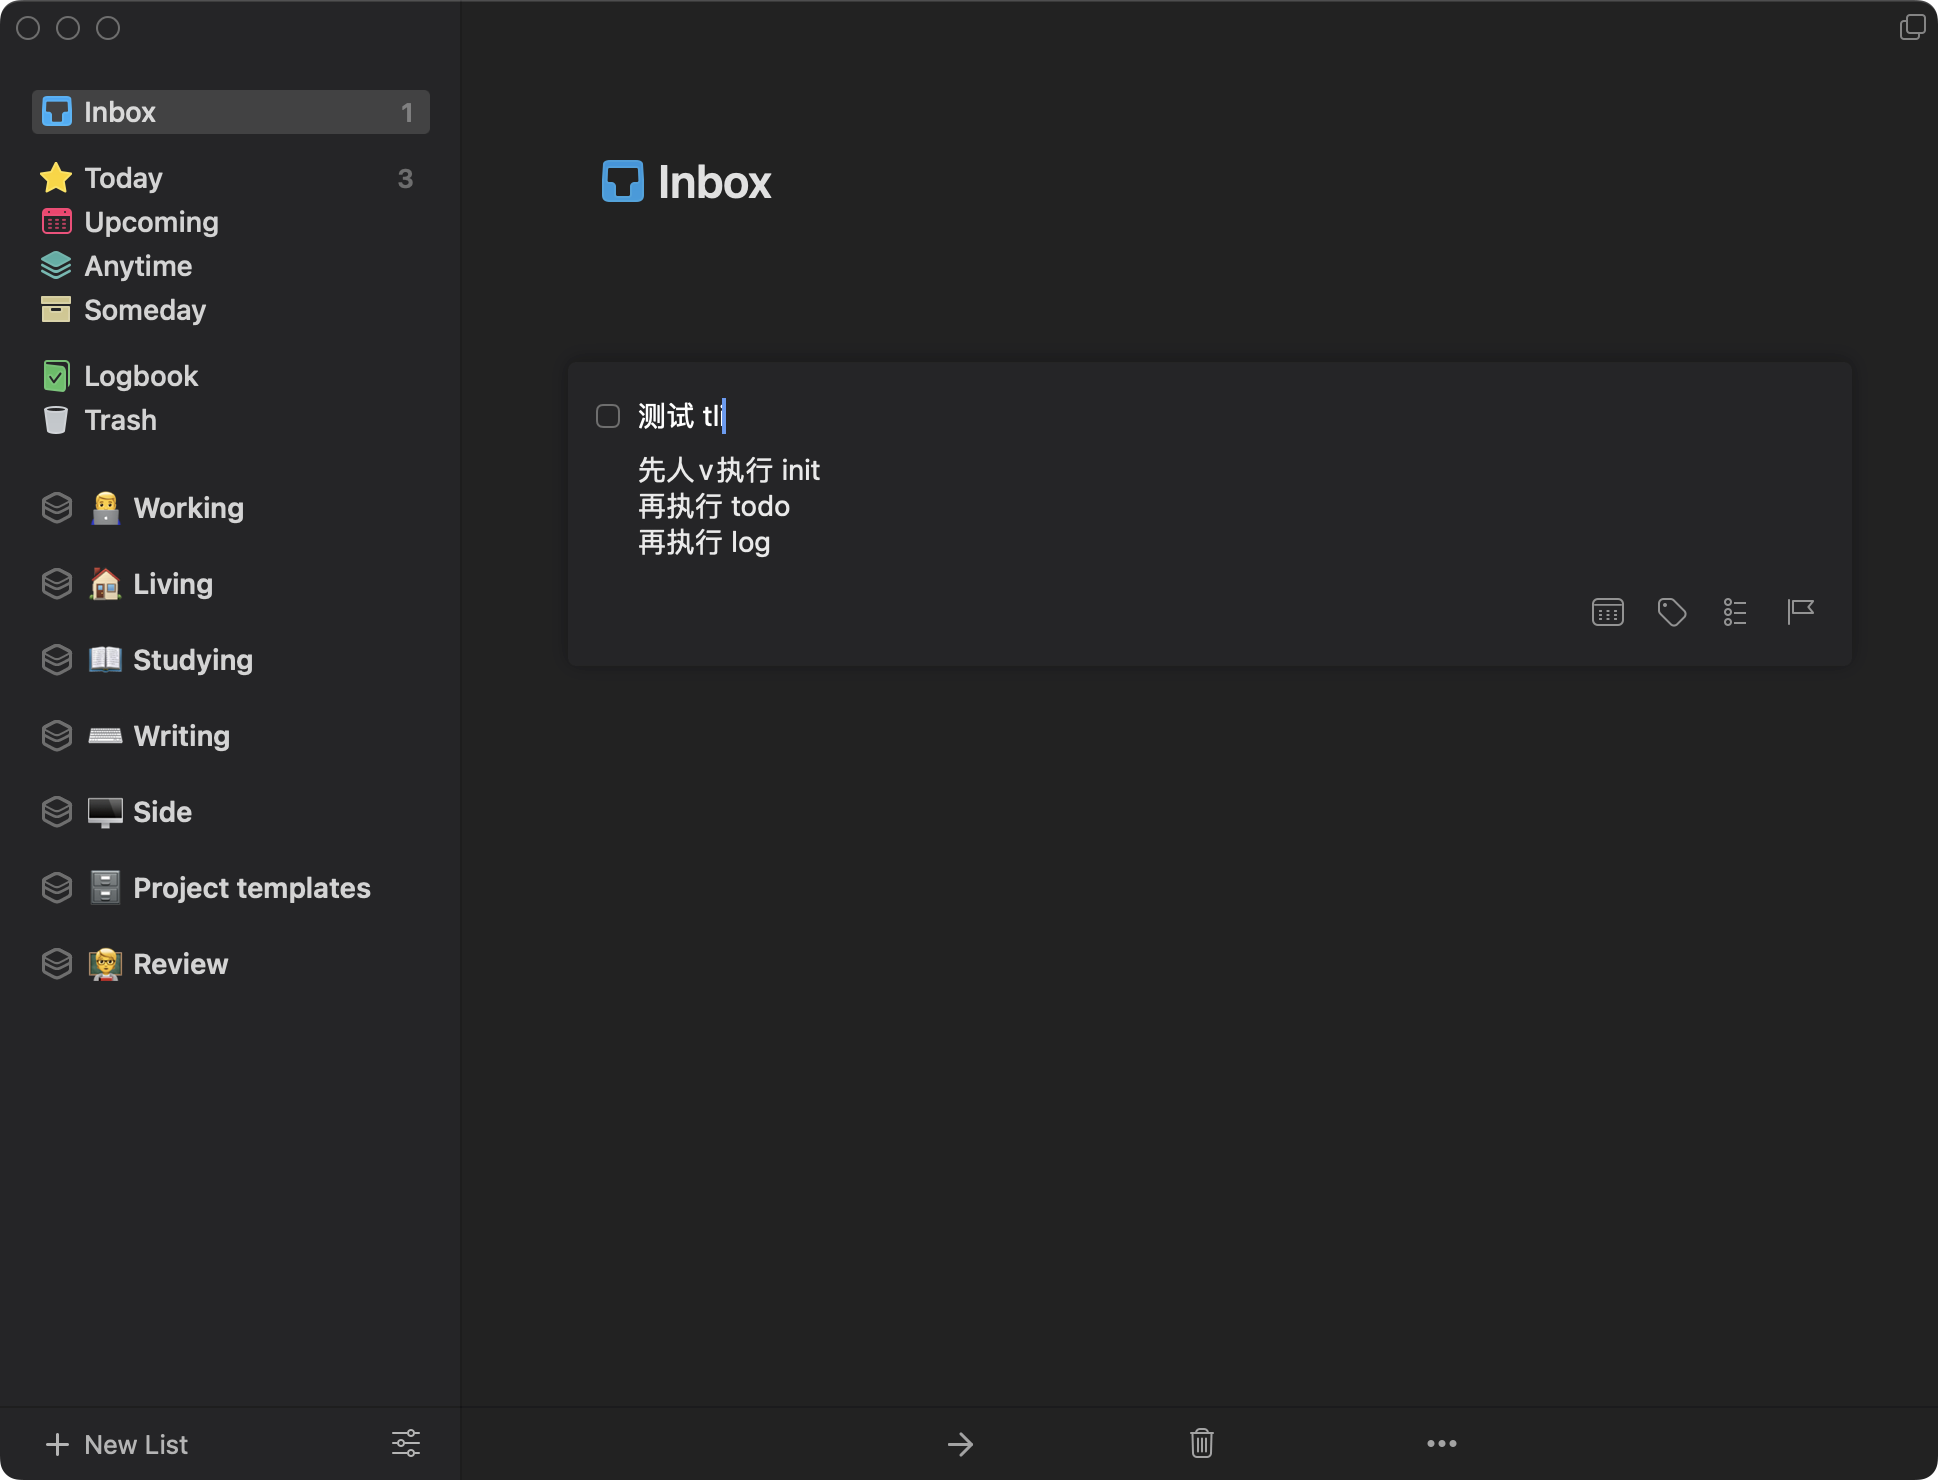 Inbox 1
Today 3
Upcoming
Anytime
Someday
Logbook
Trash
Working
Living
Studying
Writing
Side
Project templates
Review
New List
Inbox
测试 tli
先人v执行 init
再执行 todo
再执行 log